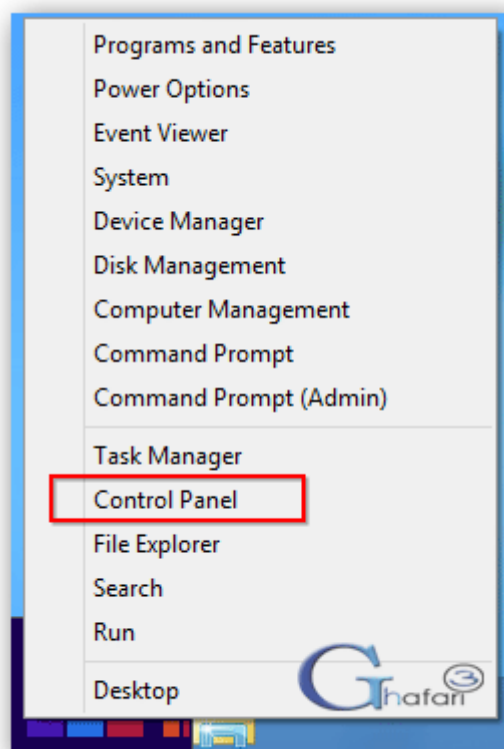 Programs and Features
Power Options
Event Viewer
System
Device Manager
Disk Management
Computer Management
Command Prompt
Command Prompt (Admin)
Task Manager
Control Panel
File Explorer
Search
Run
Desktop
Ghafari
3